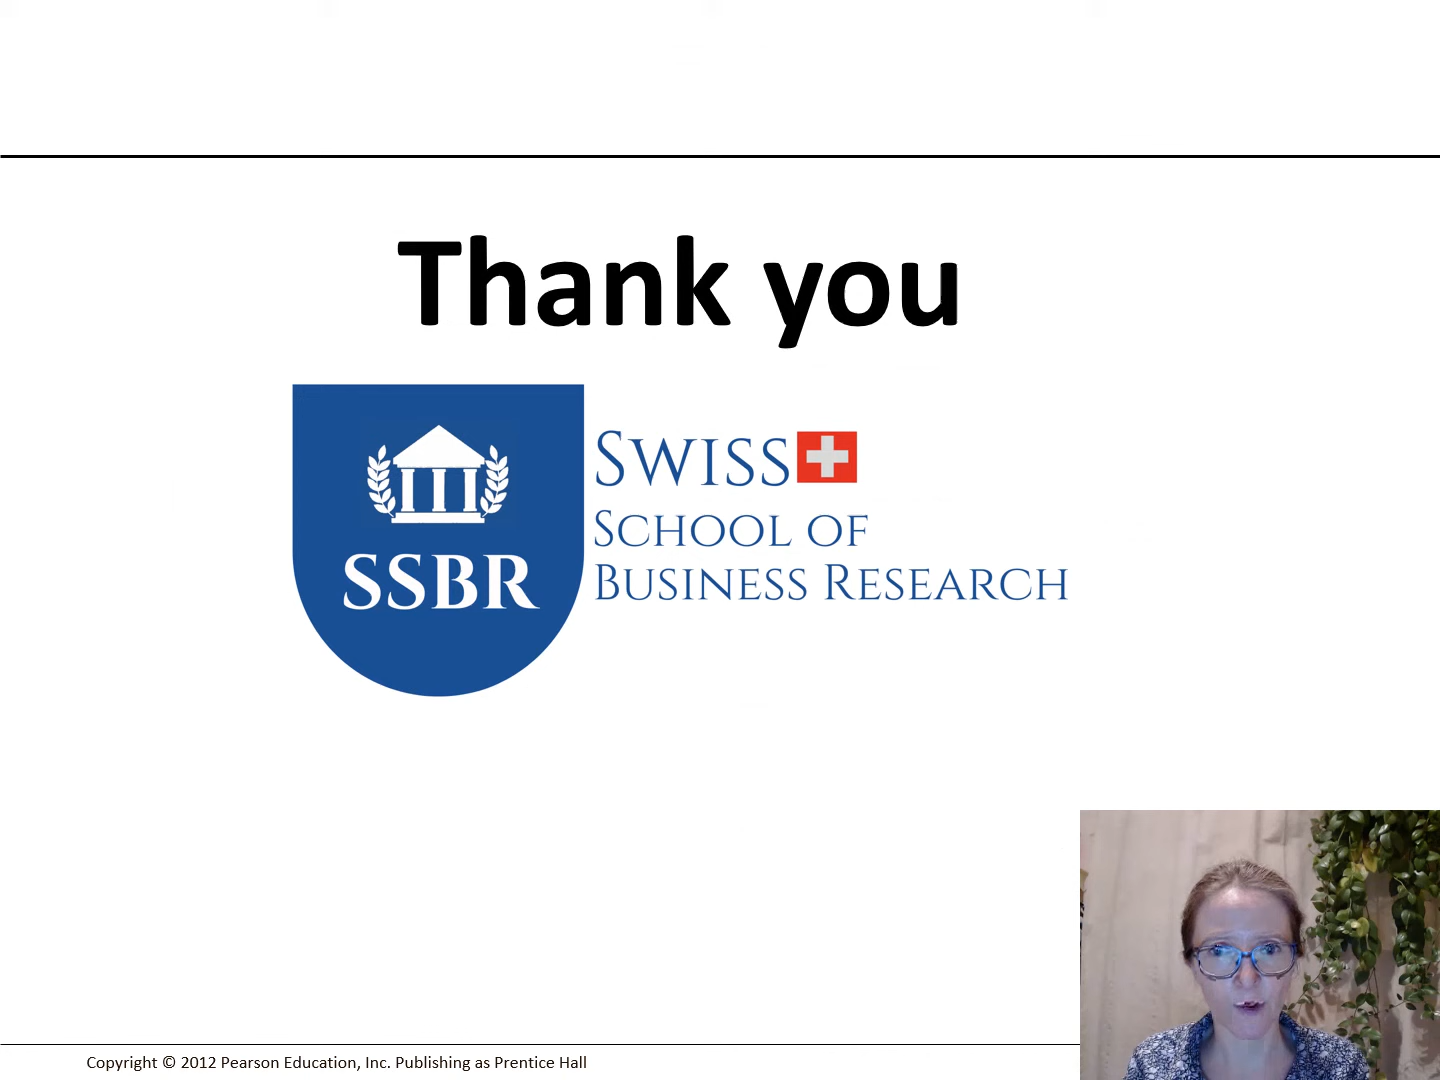 Thank you
SWISS
SCHOOL OF
BUSINESS RESEARCH
SSBR
Copyright © 2012 Pearson Education, Inc. Publishing as Prentice Hall